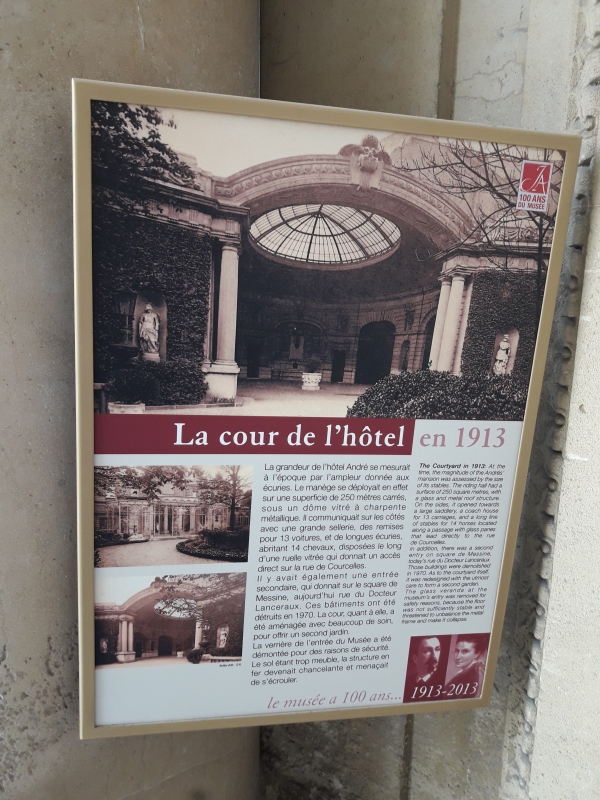 JA
100 ANS
DU MUSÉE
La cour de l'hôtel en 1913
La grandeur de l'hôtel André se mesurait
à l'époque par l'ampleur donnée aux
écuries. Le manège se déployait en effet
sur une superficie de 250 mètres carrés,
sous un dôme vitré à charpente
métallique. Il communiquait sur les côtés
avec une grande sellerie, des remises
pour 13 voitures, et de longues écuries,
abritant 14 chevaux, disposées le long
d'une ruelle vitrée qui donnait un accès
direct sur la rue de Courcelles.
Il y avait également une entrée
secondaire, qui donnait sur le square de
Messine, aujourd'hui rue du Docteur
Lanceraux. Ces bâtiments ont été
détruits en 1970. La cour, quant à elle, a
été aménagée avec beaucoup de soin,
pour offrir un second jardin.
La verrière de l'entrée du Musée a été
démontée pour des raisons de sécurité.
Le sol étant trop meuble, la structure en
fer devenait chancelante et menaçait
de s'écrouler.
The Courtyard in 1913: At the
time, the magnitude of the Andrés'
mansion was assessed by the size
of its stables. The riding hall had a
surface of 250 square metres, with
a glass and metal roof structure.
On the sides, it opened towards
a large saddlery, a coach house
for 13 carriages, and a long line
of stables for 14 horses located
along a passage with glass panes
that lead directly to the rue
de Courcelles.
In addition, there was a second
entry on square de Messine,
today's rue du Docteur Lanceraux.
Those buildings were demolished
in 1970. As to the courtyard itself,
it was redesigned with the utmost
care to form a second garden.
The glass veranda at the
museum's entry was removed for
safety reasons, because the floor
was not sufficiently stable and
threatened to unbalance the metal
frame and make it collapse.
le musée a 100 ans... 1913-2013